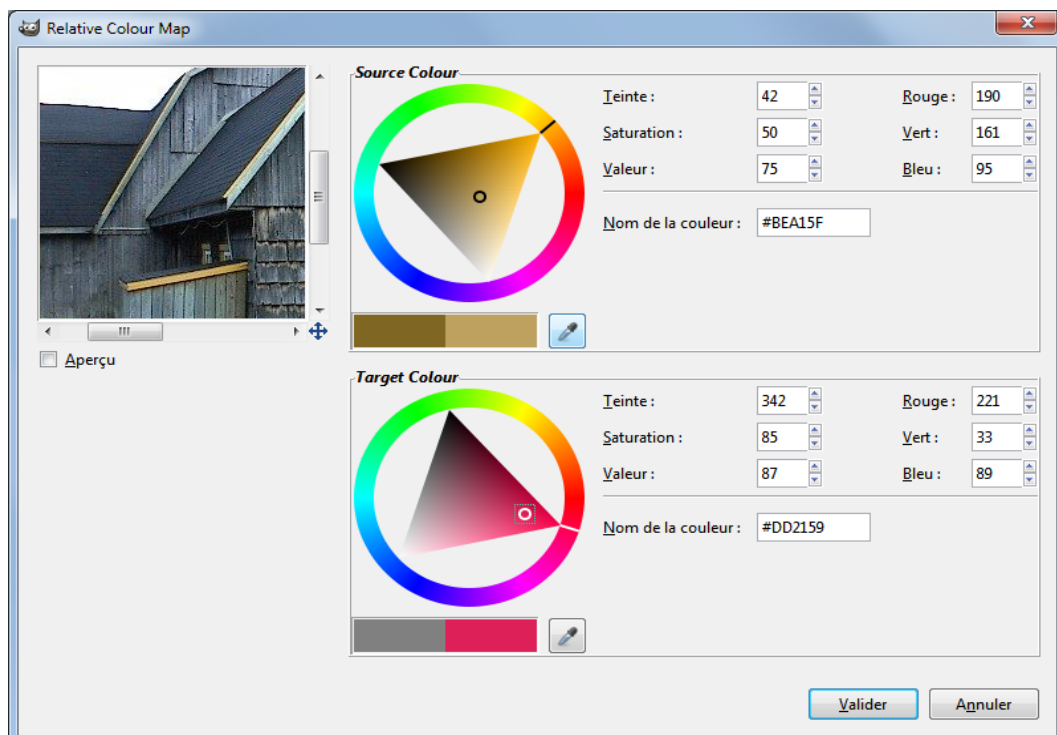 Relative Colour Map
Aperçu
Source Colour
Teinte : 42 Rouge : 190
Saturation : 50 Vert : 161
Valeur : 75 Bleu : 95
Nom de la couleur : #BEA15F
Target Colour
Teinte : 342 Rouge : 221
Saturation : 85 Vert : 33
Valeur : 87 Bleu : 89
Nom de la couleur : #DD2159
Valider Annuler